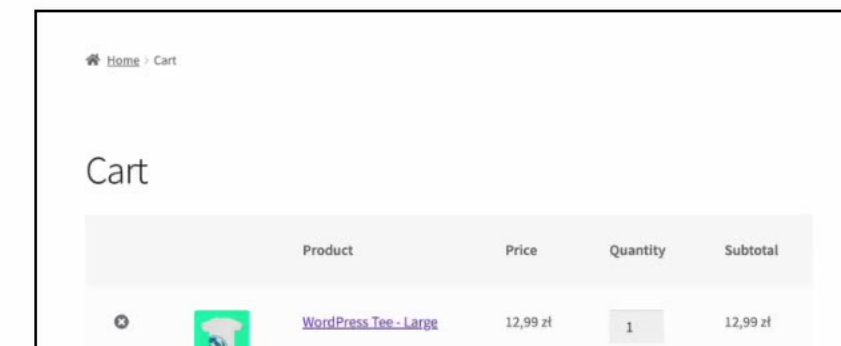 Home > Cart
Cart
Product Price Quantity Subtotal
WordPress Tee - Large 12,99 zł 1 12,99 zł